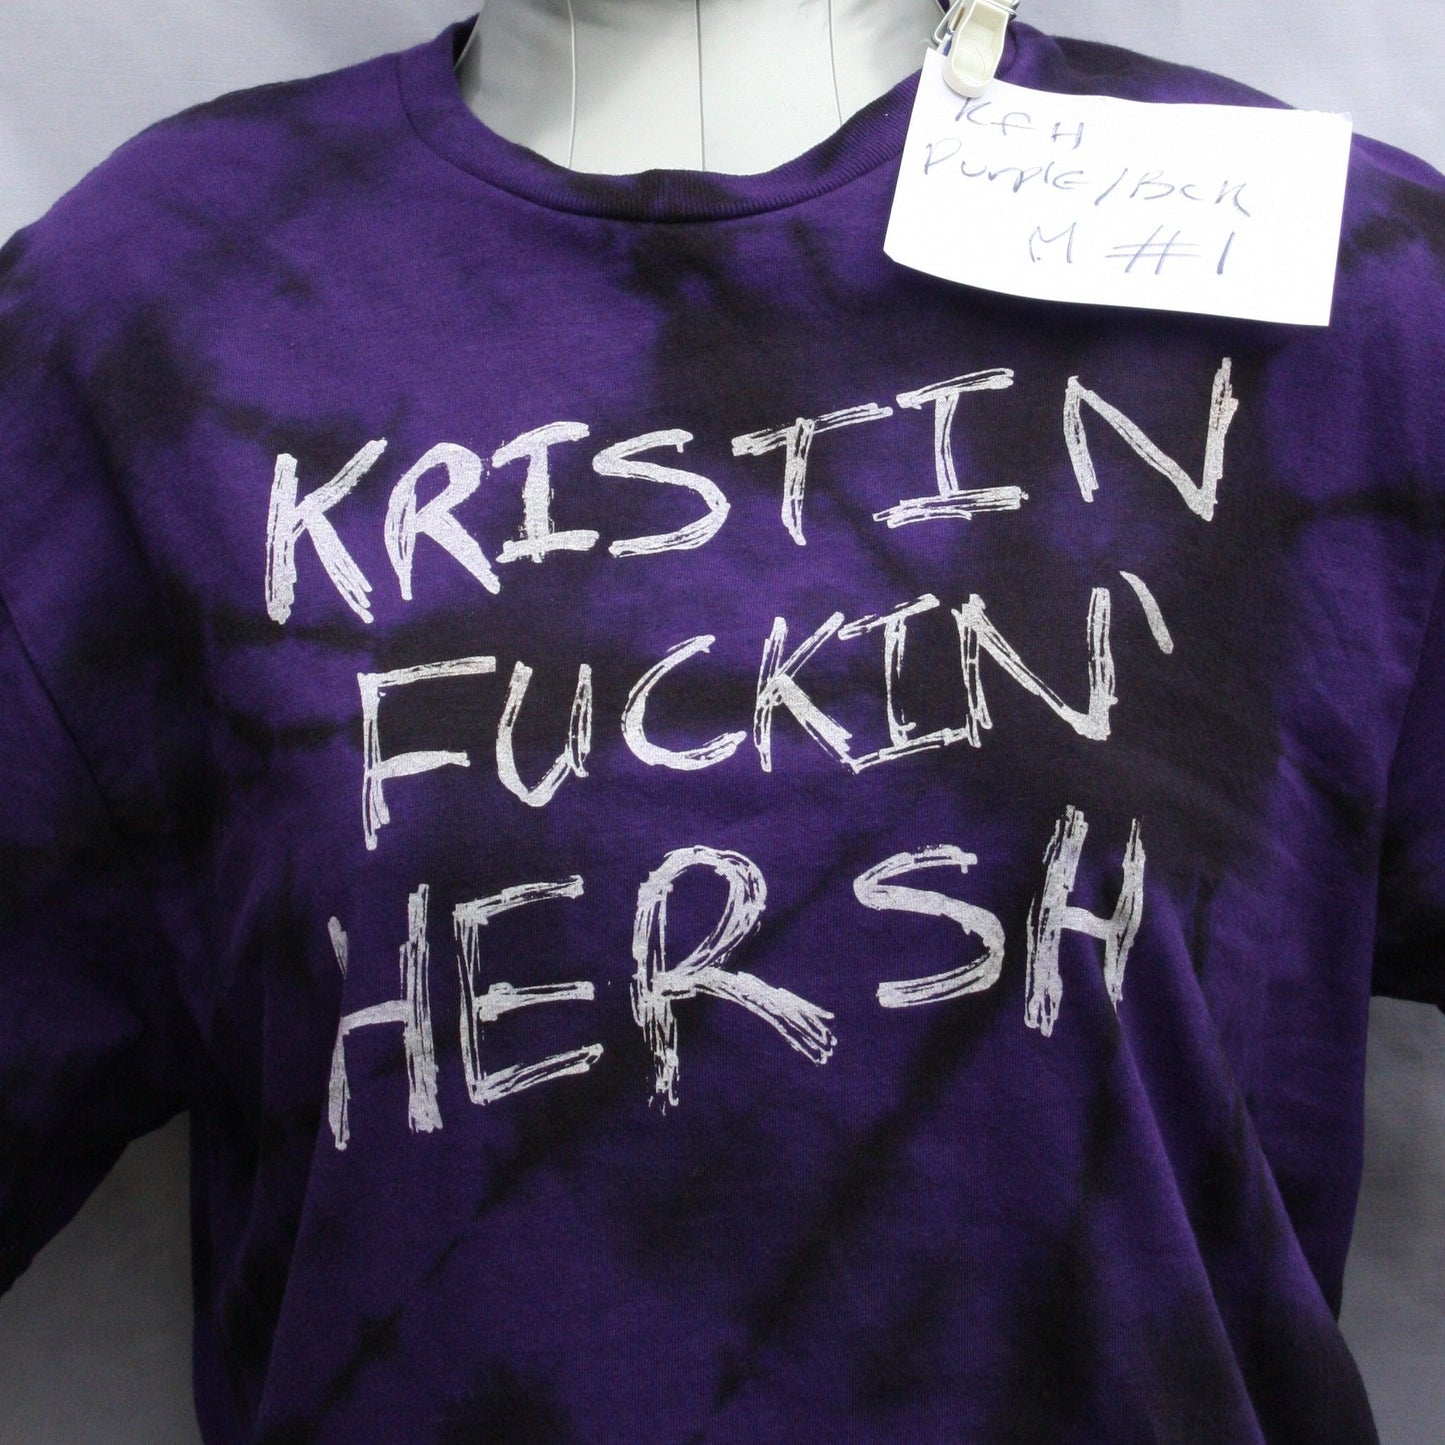 KFH
Purple/BCK
M #1
KRISTIN
FUCKIN'
HERSH